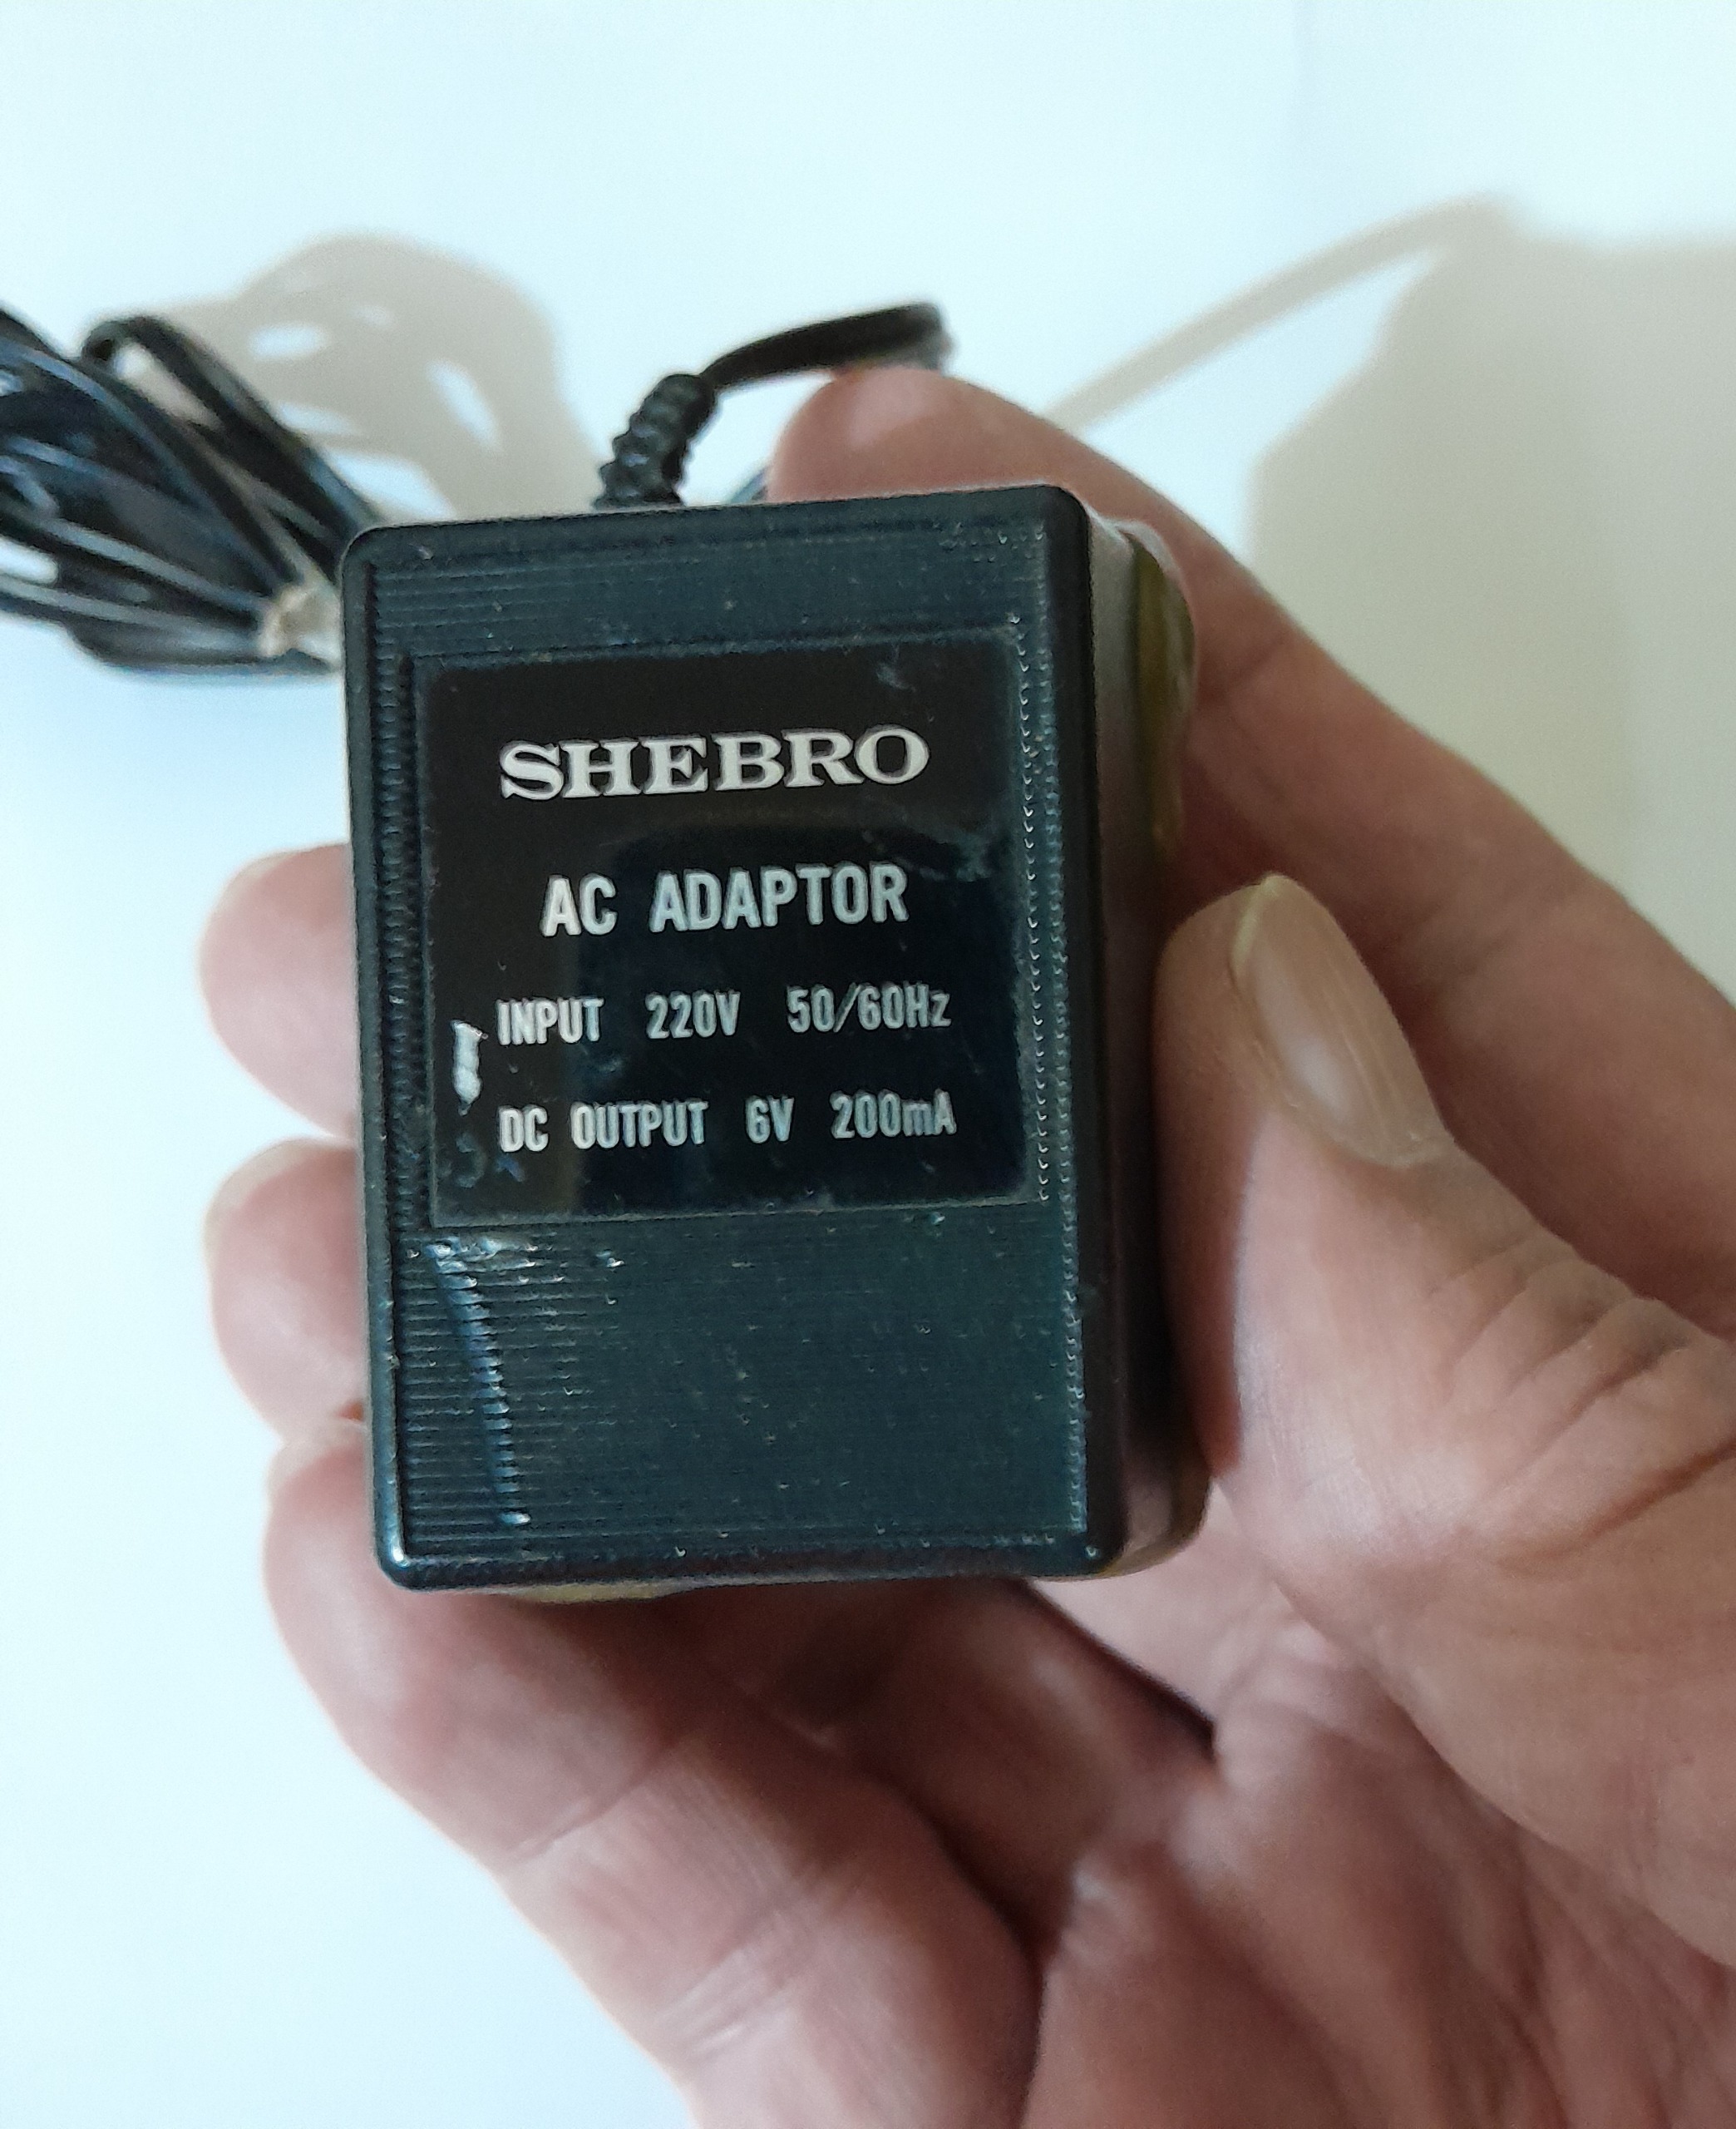 SHEBRO
AC ADAPTOR
INPUT 220V 50/60Hz
DC OUTPUT 6V 200mA